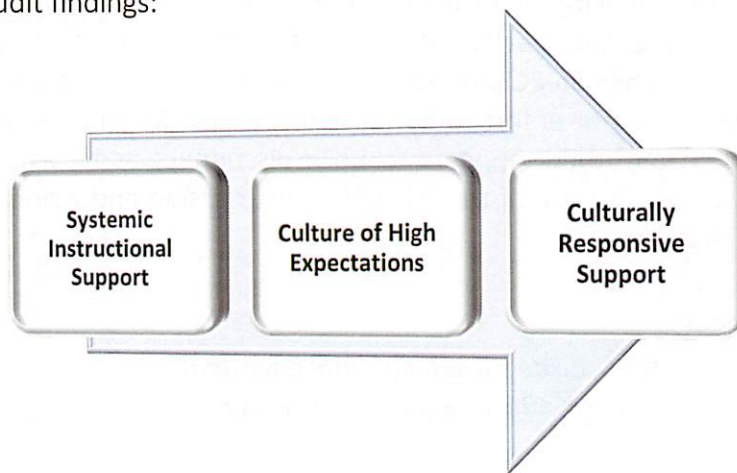 udit findings:
Systemic
Instructional
Support
Culture of High
Expectations
Culturally
Responsive
Support